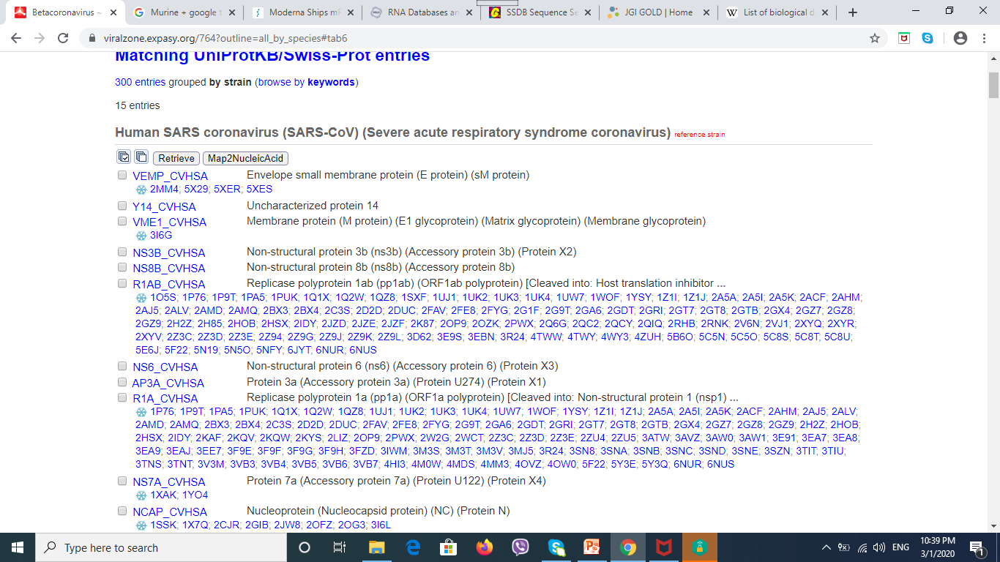 Betacoronavirus ~
Murine + google t
Moderna Ships mR
RNA Databases an
SSDB Sequence Se
JGI GOLD | Home
List of biological d
viralzone.expasy.org/764?outline=all_by_species#tab6
Matching UniProtKB/Swiss-Prot entries
300 entries grouped by strain (browse by keywords)
15 entries
Human SARS coronavirus (SARS-CoV) (Severe acute respiratory syndrome coronavirus) reference strain
Retrieve Map2NucleicAcid
VEMP_CVHSA Envelope small membrane protein (E protein) (sM protein)
2MM4; 5X29; 5XER; 5XES
Y14_CVHSA Uncharacterized protein 14
VME1_CVHSA Membrane protein (M protein) (E1 glycoprotein) (Matrix glycoprotein) (Membrane glycoprotein)
3I6G
NS3B_CVHSA Non-structural protein 3b (ns3b) (Accessory protein 3b) (Protein X2)
NS8B_CVHSA Non-structural protein 8b (ns8b) (Accessory protein 8b)
R1AB_CVHSA Replicase polyprotein 1ab (pp1ab) (ORF1ab polyprotein) [Cleaved into: Host translation inhibitor ...
1O5S; 1P76; 1P9T; 1PA5; 1PUK; 1Q1X; 1Q2W; 1QZ8; 1SXF; 1UJ1; 1UK2; 1UK3; 1UK4; 1UW7; 1WOF; 1YSY; 1Z1I; 1Z1J; 2A5A; 2A5I; 2A5K; 2ACF; 2AHM;
2AJ5; 2ALV; 2AMD; 2AMQ; 2BX3; 2BX4; 2C3S; 2D2D; 2DUC; 2FAV; 2FE8; 2FYG; 2G1F; 2G9T; 2GA6; 2GDT; 2GRI; 2GT7; 2GT8; 2GTB; 2GX4; 2GZ7; 2GZ8;
2GZ9; 2H2Z; 2H85; 2HOB; 2HSX; 2IDY; 2JZD; 2JZE; 2JZF; 2K87; 2OP9; 2OZK; 2PWX; 2Q6G; 2QC2; 2QCY; 2QIQ; 2RHB; 2RNK; 2V6N; 2VJ1; 2XYQ; 2XYR;
2XYV; 2Z3C; 2Z3D; 2Z3E; 2Z94; 2Z9G; 2Z9J; 2Z9K; 2Z9L; 3D62; 3E9S; 3EBN; 3R24; 4TWW; 4TWY; 4WY3; 4ZUH; 5B6O; 5C5N; 5C5O; 5C8S; 5C8T; 5C8U;
5E6J; 5F22; 5N19; 5N5O; 5NFY; 6JYT; 6NUR; 6NUS
NS6_CVHSA Non-structural protein 6 (ns6) (Accessory protein 6) (Protein X3)
AP3A_CVHSA Protein 3a (Accessory protein 3a) (Protein U274) (Protein X1)
R1A_CVHSA Replicase polyprotein 1a (pp1a) (ORF1a polyprotein) [Cleaved into: Non-structural protein 1 (nsp1) ...
1P76; 1P9T; 1PA5; 1PUK; 1Q1X; 1Q2W; 1QZ8; 1UJ1; 1UK2; 1UK3; 1UK4; 1UW7; 1WOF; 1YSY; 1Z1I; 1Z1J; 2A5A; 2A5I; 2A5K; 2ACF; 2AHM; 2AJ5; 2ALV;
2AMD; 2AMQ; 2BX3; 2BX4; 2C3S; 2D2D; 2DUC; 2FAV; 2FE8; 2FYG; 2G9T; 2GA6; 2GDT; 2GRI; 2GT7; 2GT8; 2GTB; 2GX4; 2GZ7; 2GZ8; 2GZ9; 2H2Z; 2HOB;
2HSX; 2IDY; 2KAF; 2KQV; 2KQW; 2KYS; 2LIZ; 2OP9; 2PWX; 2W2G; 2WCT; 2Z3C; 2Z3D; 2Z3E; 2ZU4; 2ZU5; 3ATW; 3AVZ; 3AW0; 3AW1; 3E91; 3EA7; 3EA8;
3EA9; 3EAJ; 3EE7; 3F9E; 3F9F; 3F9G; 3F9H; 3FZD; 3IWM; 3M3S; 3M3T; 3M3V; 3MJ5; 3R24; 3SN8; 3SNA; 3SNB; 3SNC; 3SND; 3SNE; 3SZN; 3TIT; 3TIU;
3TNS; 3TNT; 3V3M; 3VB3; 3VB4; 3VB5; 3VB6; 3VB7; 4HI3; 4M0W; 4MDS; 4MM3; 4OVZ; 4OW0; 5F22; 5Y3E; 5Y3Q; 6NUR; 6NUS
NS7A_CVHSA Protein 7a (Accessory protein 7a) (Protein U122) (Protein X4)
1XAK; 1YO4
NCAP_CVHSA Nucleoprotein (Nucleocapsid protein) (NC) (Protein N)
1SSK; 1X7Q; 2CJR; 2GIB; 2JW8; 2OFZ; 2OG3; 3I6L
Type here to search
ENG
10:39 PM
3/1/2020
1